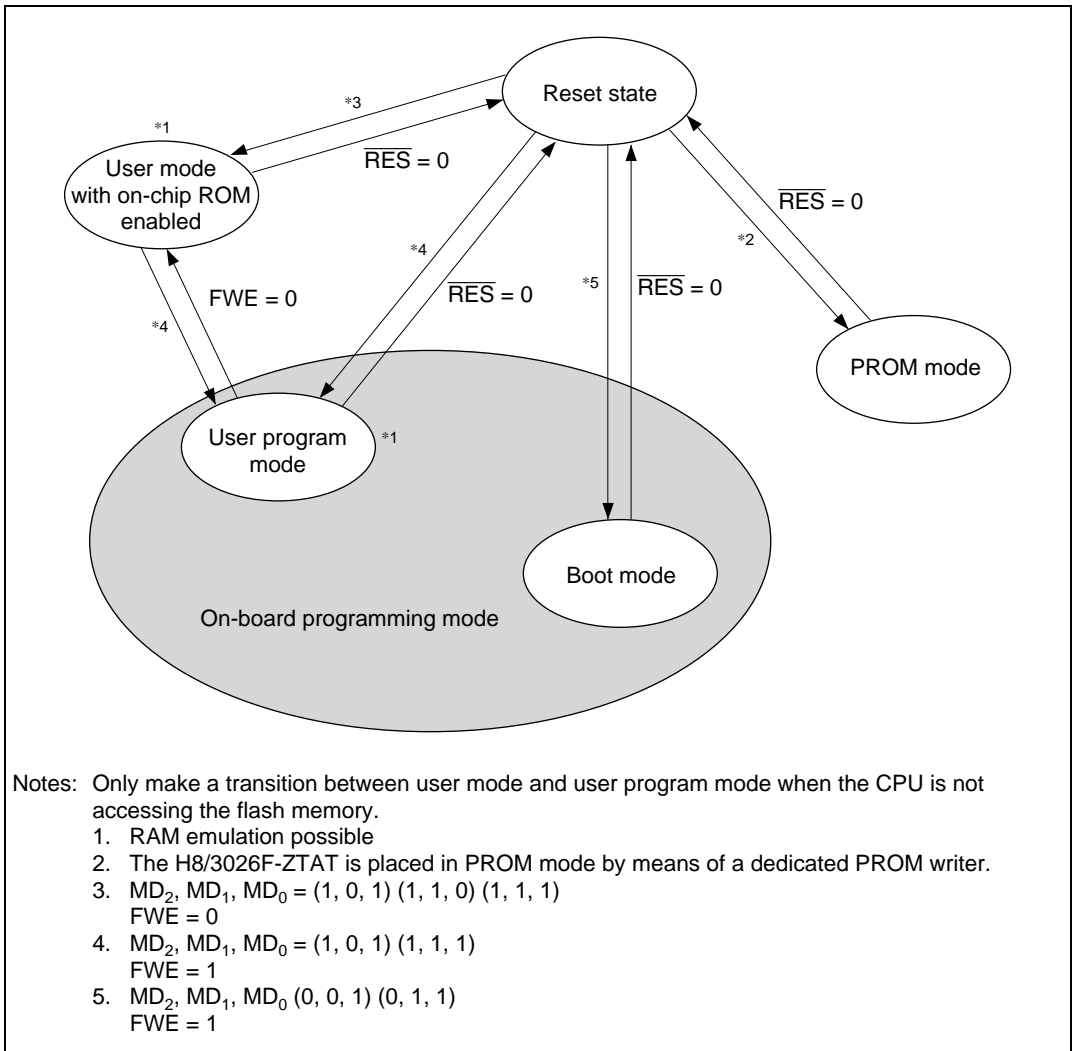 Reset state
*3
*1
RES = 0
User mode
with on-chip ROM
enabled
RES = 0
*2
*4
FWE = 0
RES = 0
*5
RES = 0
*4
PROM mode
User program
mode
*1
Boot mode
On-board programming mode
Notes: Only make a transition between user mode and user program mode when the CPU is not
accessing the flash memory.
1. RAM emulation possible
2. The H8/3026F-ZTAT is placed in PROM mode by means of a dedicated PROM writer.
3. MD2, MD1, MD0 = (1, 0, 1) (1, 1, 0) (1, 1, 1)
FWE = 0
4. MD2, MD1, MD0 = (1, 0, 1) (1, 1, 1)
FWE = 1
5. MD2, MD1, MD0 (0, 0, 1) (0, 1, 1)
FWE = 1